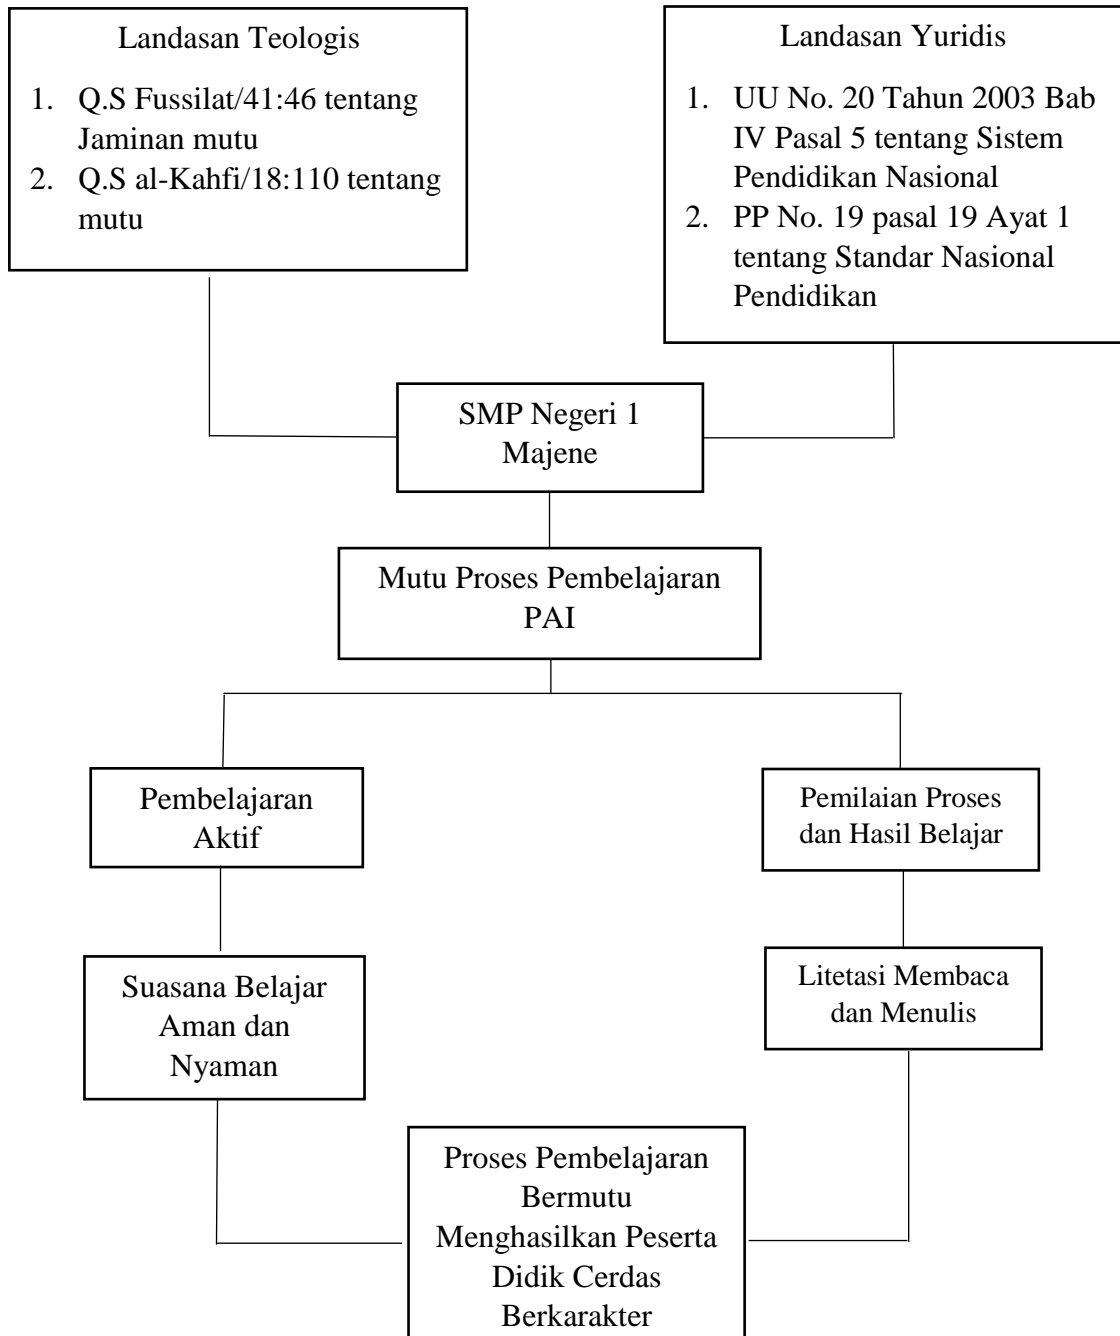 Landasan Teologis
1. Q.S Fussilat/41:46 tentang
Jaminan mutu
2. Q.S al-Kahfi/18:110 tentang
mutu
Landasan Yuridis
1. UU No. 20 Tahun 2003 Bab
IV Pasal 5 tentang Sistem
Pendidikan Nasional
2. PP No. 19 pasal 19 Ayat 1
tentang Standar Nasional
Pendidikan
SMP Negeri 1
Majene
Mutu Proses Pembelajaran
PAI
Pembelajaran
Aktif
Pemilaian Proses
dan Hasil Belajar
Suasana Belajar
Aman dan
Nyaman
Litetasi Membaca
dan Menulis
Proses Pembelajaran
Bermutu
Menghasilkan Peserta
Didik Cerdas
Berkarakter